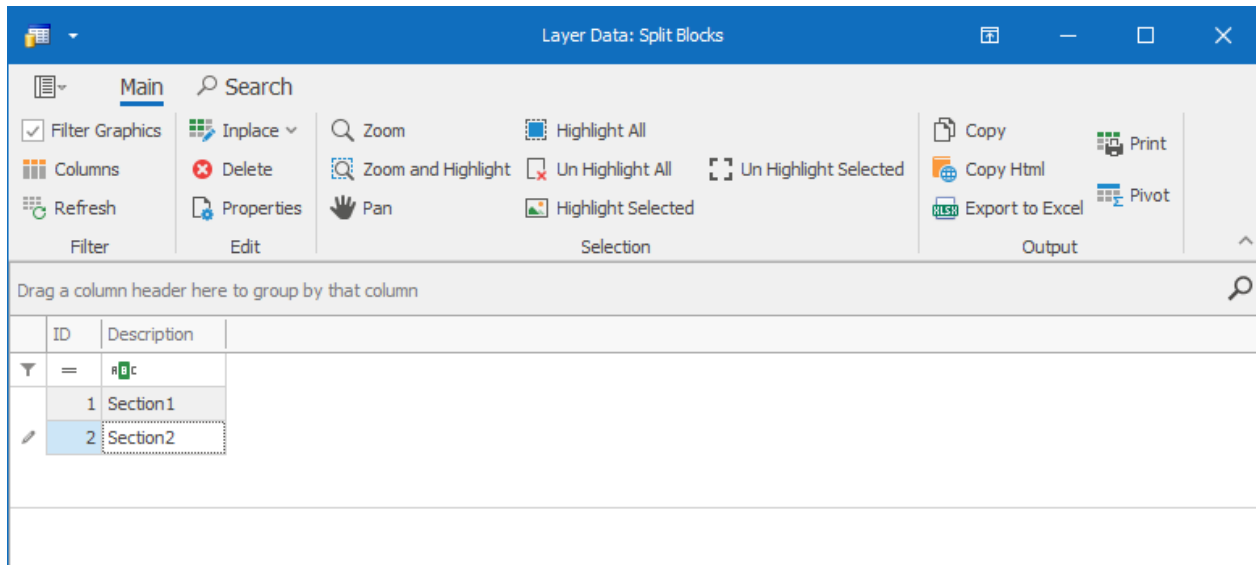 Layer Data: Split Blocks
Main Search
Filter Graphics Inplace Zoom Highlight All Copy Print
Columns Delete Zoom and Highlight Un Highlight All Un Highlight Selected Copy Html
Refresh Properties Pan Highlight Selected XLSX Export to Excel Pivot
Filter Edit Selection Output
Drag a column header here to group by that column
ID Description
= ABC
1 Section1
2 Section2